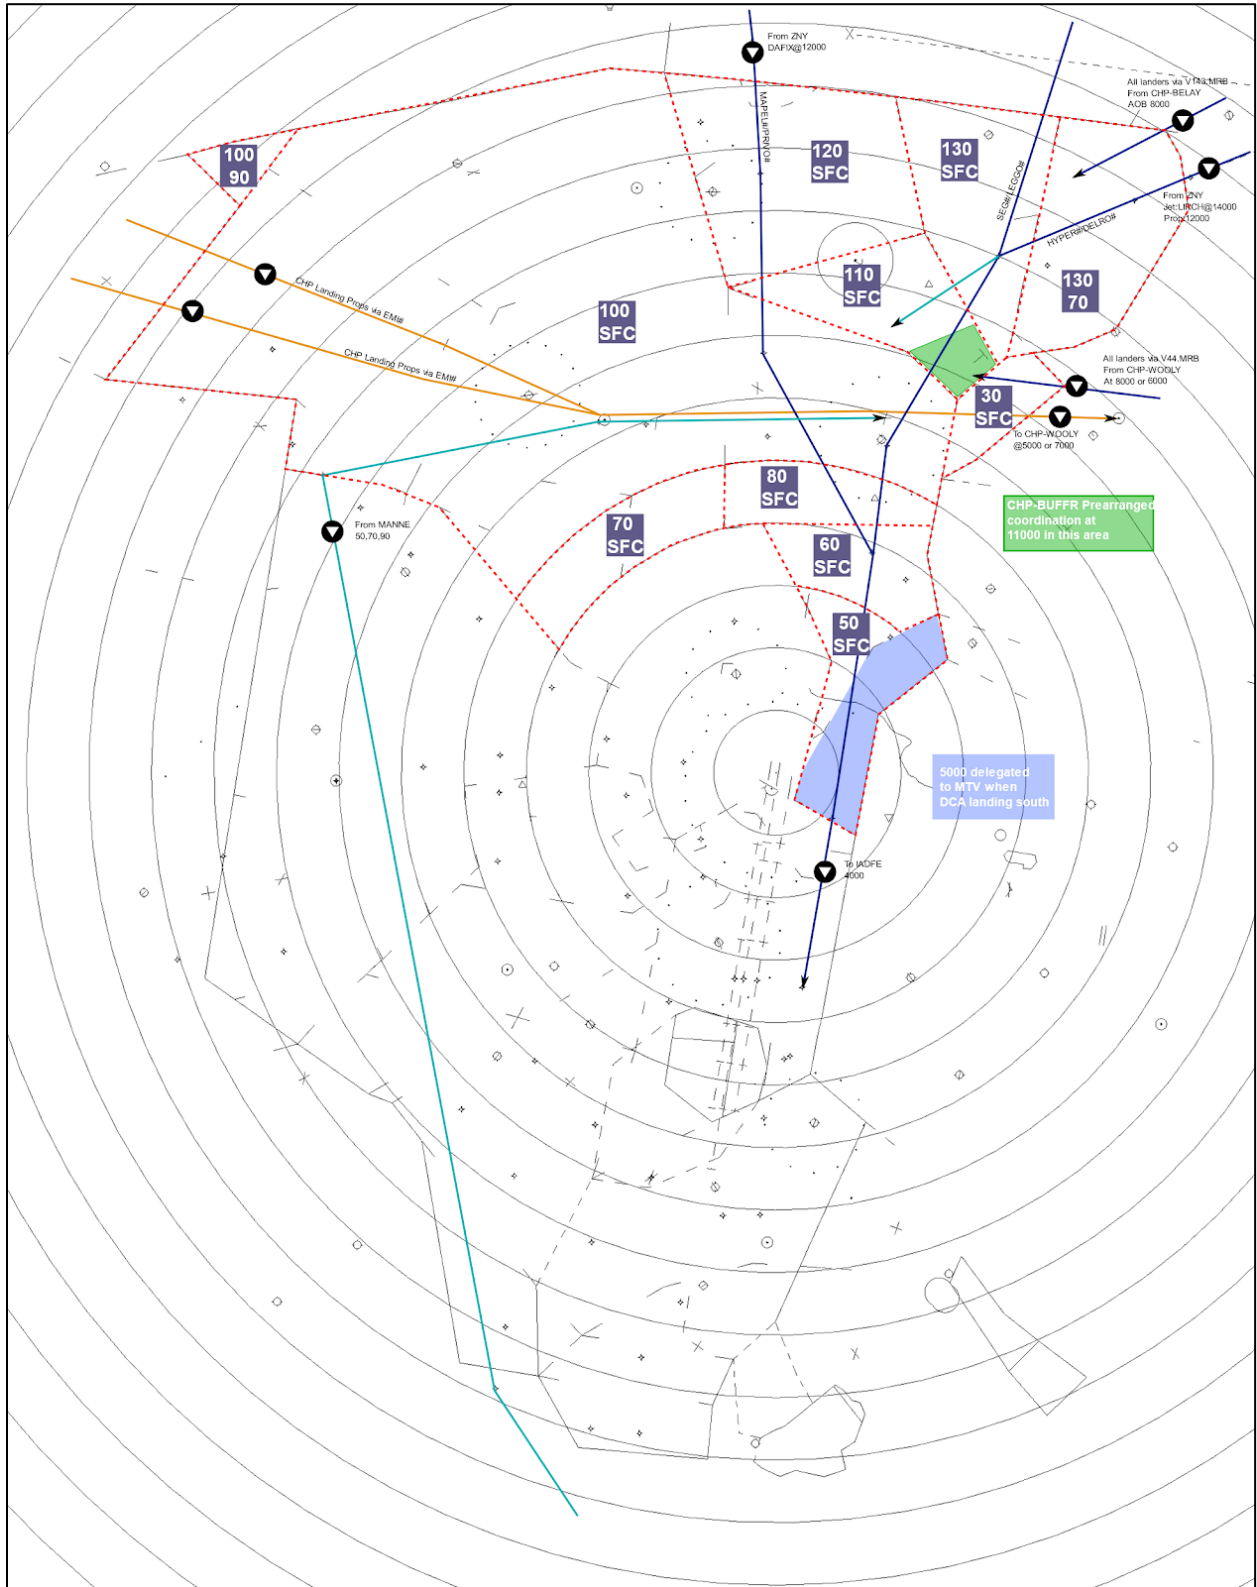 From ZNY
DAFIX@12000
All landers via V143.MRB
From CHP-BELAY
AOB 8000
MAPEL#/PRIVO#
120
SFC
130
SFC
100
90
SEG#/LEGGO#
From ZNY
Jet:LIRCH@14000
Prop:12000
HYPER#/DELRO#
110
SFC
130
70
CHP Landing Props via EMI#
100
SFC
CHP Landing Props via EMI#
All landers via V44.MRB
From CHP-WOOLY
At 8000 or 6000
30
SFC
To CHP-WOOLY
@5000 or 7000
80
SFC
CHP-BUFFR Prearranged
coordination at
11000 in this area
70
SFC
From MANNE
50,70,90
60
SFC
50
SFC
5000 delegated
to MTV when
DCA landing south
To IADFE
4000